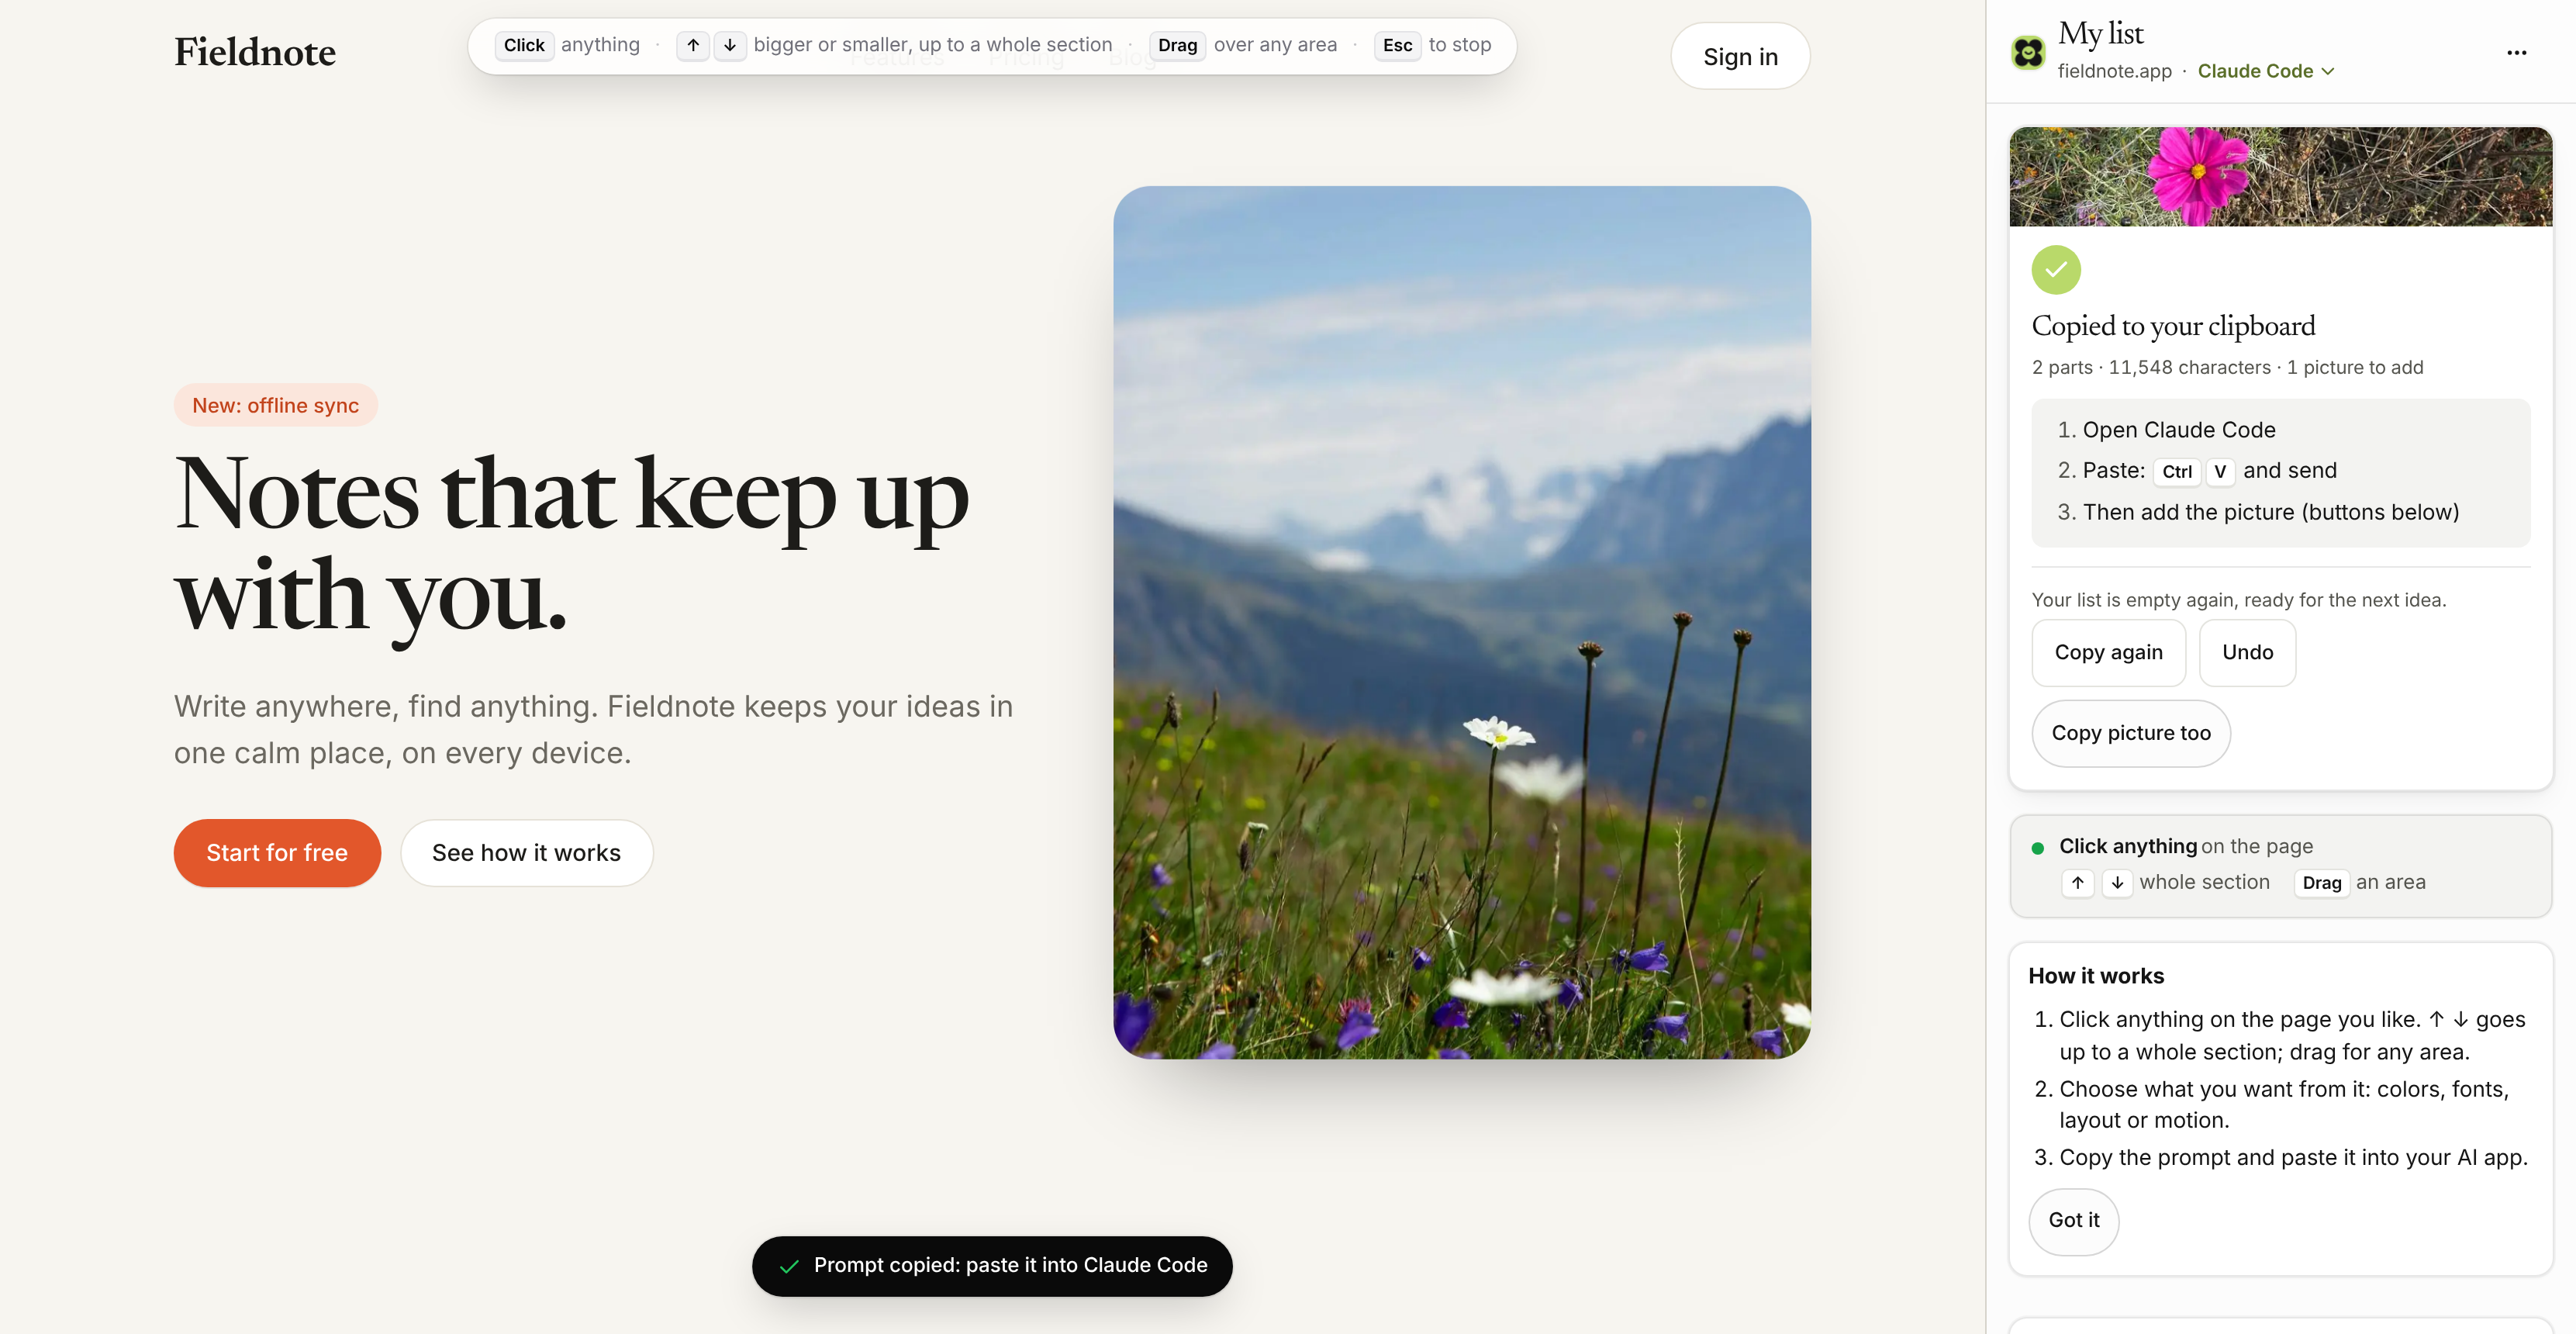 Fieldnote
Click anything · ↑ ↓ bigger or smaller, up to a whole section · Drag over any area · Esc to stop
Features Pricing Blog
Sign in
New: offline sync
Notes that keep up
with you.
Write anywhere, find anything. Fieldnote keeps your ideas in
one calm place, on every device.
Start for free
See how it works
Prompt copied: paste it into Claude Code
My list
fieldnote.app · Claude Code
Copied to your clipboard
2 parts · 11,548 characters · 1 picture to add
1. Open Claude Code
2. Paste: Ctrl V and send
3. Then add the picture (buttons below)
Your list is empty again, ready for the next idea.
Copy again
Undo
Copy picture too
Click anything on the page
↑ ↓ whole section Drag an area
How it works
1. Click anything on the page you like. ↑ ↓ goes
up to a whole section; drag for any area.
2. Choose what you want from it: colors, fonts,
layout or motion.
3. Copy the prompt and paste it into your AI app.
Got it